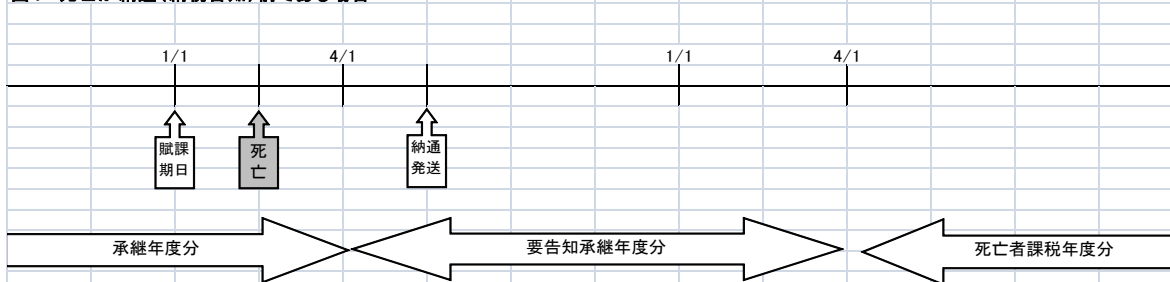 1/1
4/1
1/1
4/1
賦課
期日
死
亡
納通
発送
承継年度分
要告知承継年度分
死亡者課税年度分